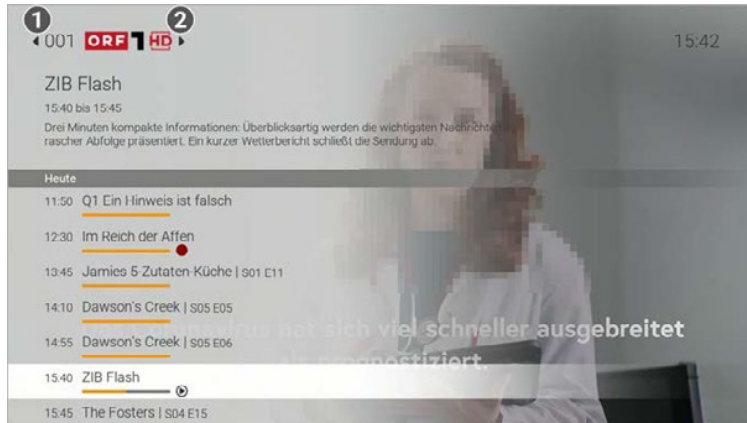 1 2
001 ORF 1 HD 15:42
ZIB Flash
15:40 bis 15:45
Drei Minuten kompakte Informationen: Überblicksartig werden die wichtigsten Nachrichten
rascher Abfolge präsentiert. Ein kurzer Wetterbericht schließt die Sendung ab.
Heute
11:50 Q1 Ein Hinweis ist falsch
12:30 Im Reich der Affen
13:45 Jamies 5-Zutaten-Küche | S01 E11
14:10 Dawson's Creek | S05 E05
Das Coronavirus hat sich viel schneller ausgebreitet
14:55 Dawson's Creek | S05 E06
als prognostiziert.
15:40 ZIB Flash
15:45 The Fosters | S04 E15